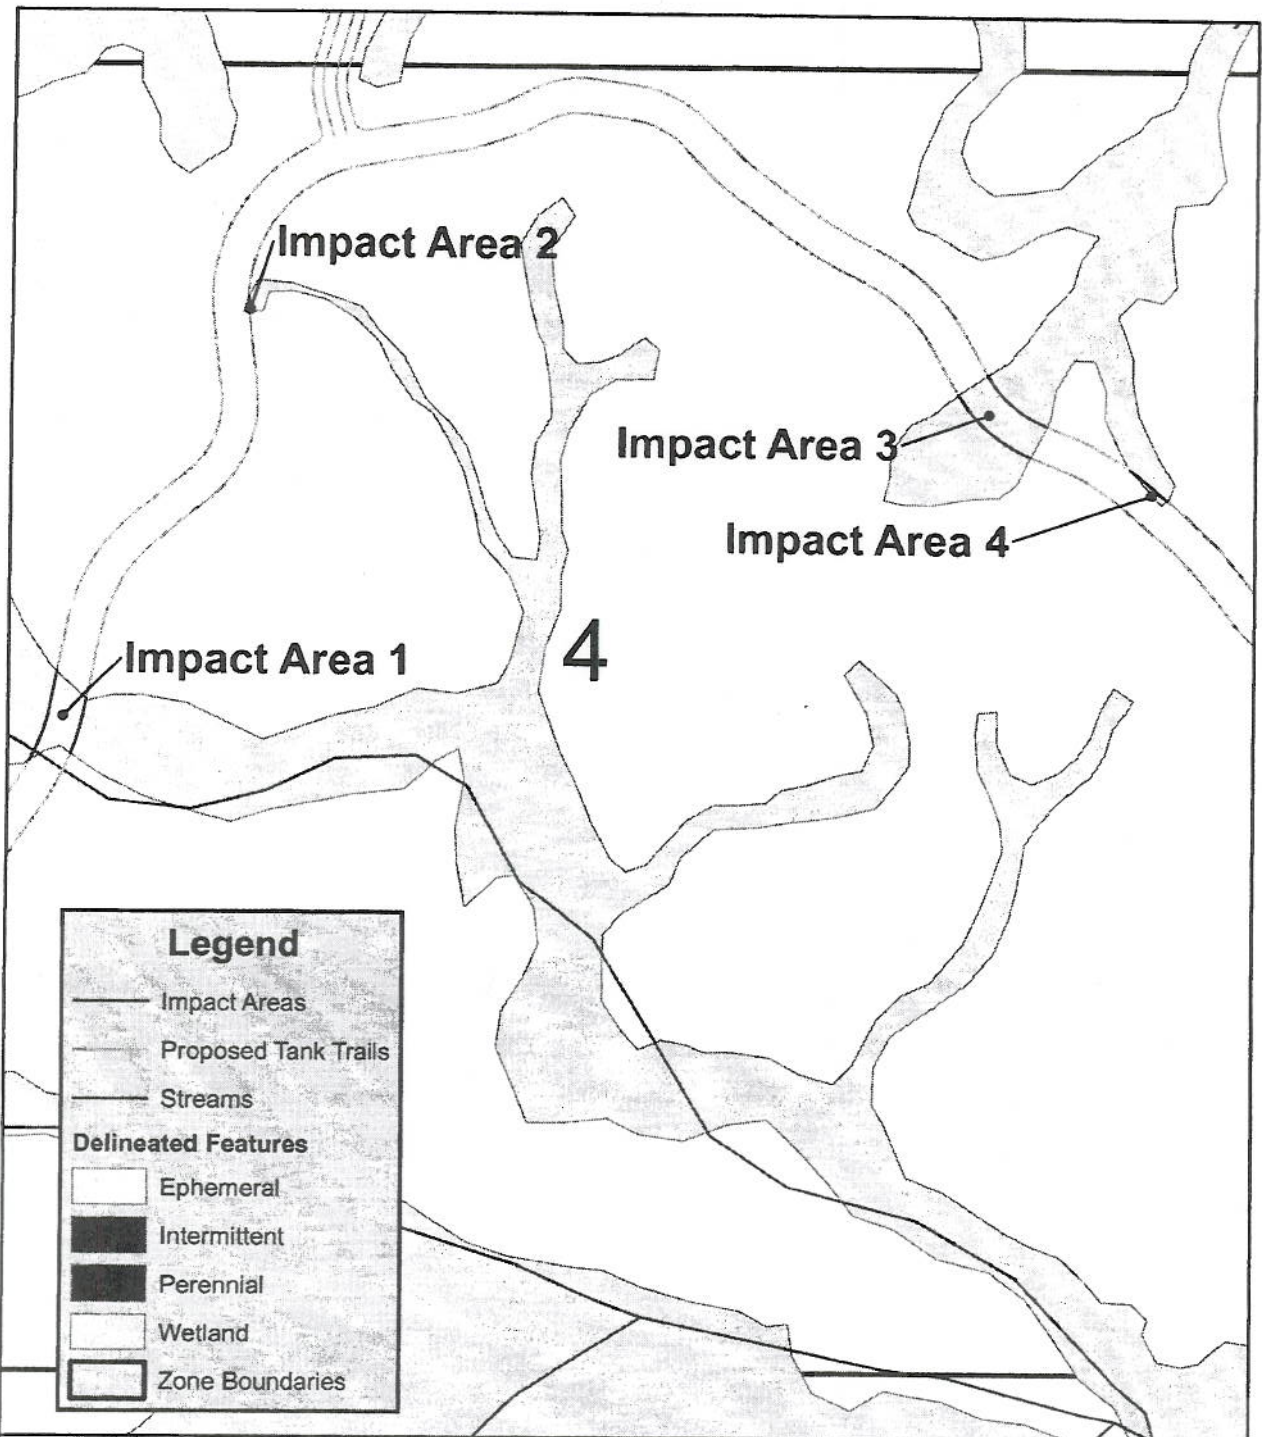 Impact Area 2
Impact Area 3
Impact Area 4
4
Impact Area 1
Legend
Impact Areas
Proposed Tank Trails
Streams
Delineated Features
Ephemeral
Intermittent
Perennial
Wetland
Zone Boundaries